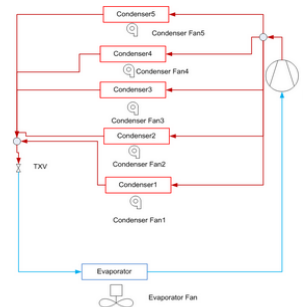 Condenser5
Condenser Fan5
Condenser4
Condenser Fan4
Condenser3
Condenser Fan3
Condenser2
Condenser Fan2
TXV
Condenser1
Condenser Fan1
Evaporator
Evaporator Fan